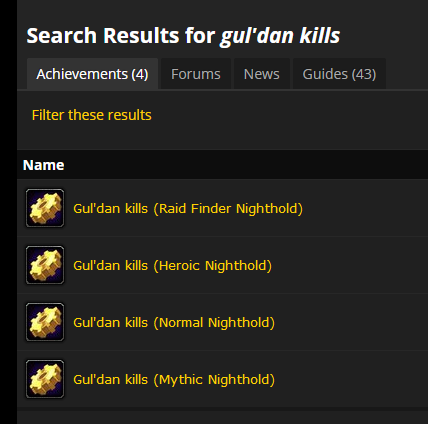 Search Results for gul'dan kills
Achievements (4) Forums News Guides (43)
Filter these results
Name
Gul'dan kills (Raid Finder Nighthold)
Gul'dan kills (Heroic Nighthold)
Gul'dan kills (Normal Nighthold)
Gul'dan kills (Mythic Nighthold)